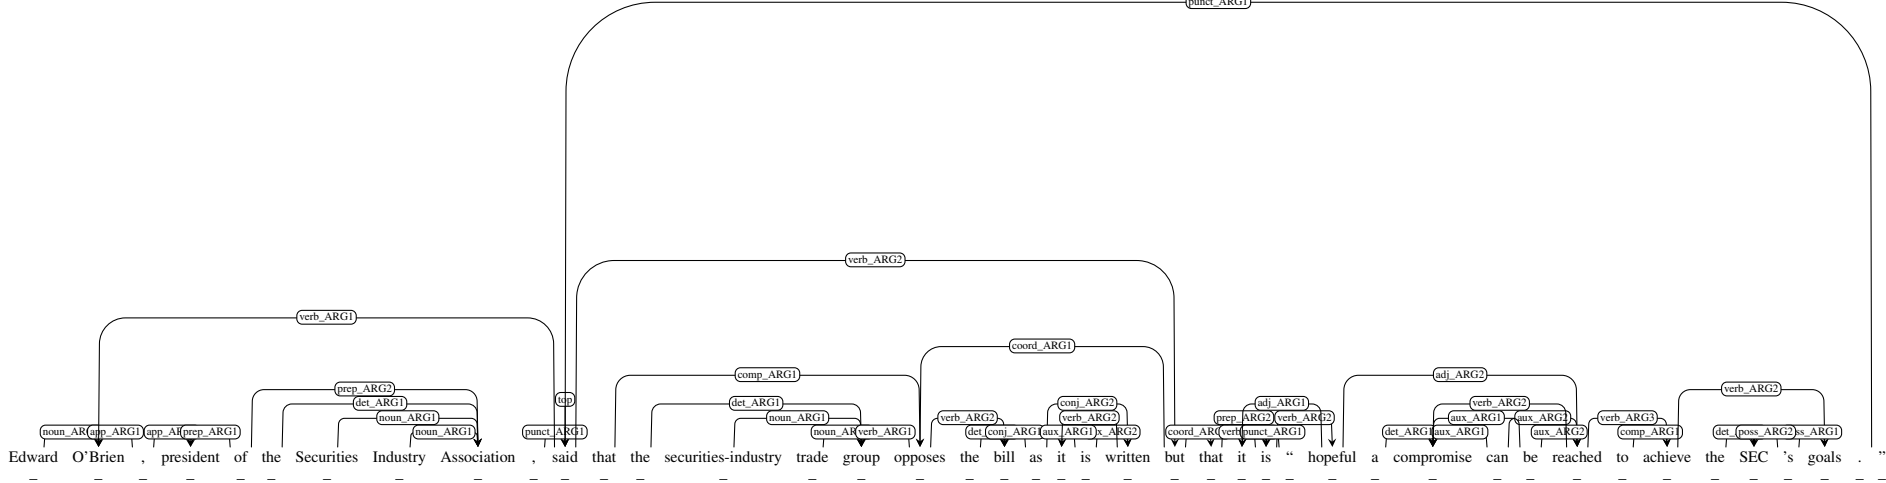 punct_ARG1
verb_ARG2
verb_ARG1
coord_ARG1
comp_ARG1 adj_ARG2
prep_ARG2 verb_ARG2
top
det_ARG1 det_ARG1 conj_ARG2 adj_ARG1 verb_ARG2
noun_ARG1 noun_ARG1 verb_ARG2 verb_ARG2 prep_ARG2 verb_ARG2 aux_ARG1 aux_ARG2 verb_ARG3
app_ARG1 prep_ARG1 noun_ARG1 punct_ARG1 verb_ARG1 conj_ARG1 aux_ARG1 punct_ARG1 det_ARG1 aux_ARG1 aux_ARG2 comp_ARG1 poss_ARG2
Edward O'Brien , president of the Securities Industry Association , said that the securities-industry trade group opposes the bill as it is written but that it is “ hopeful a compromise can be reached to achieve the SEC 's goals . ”